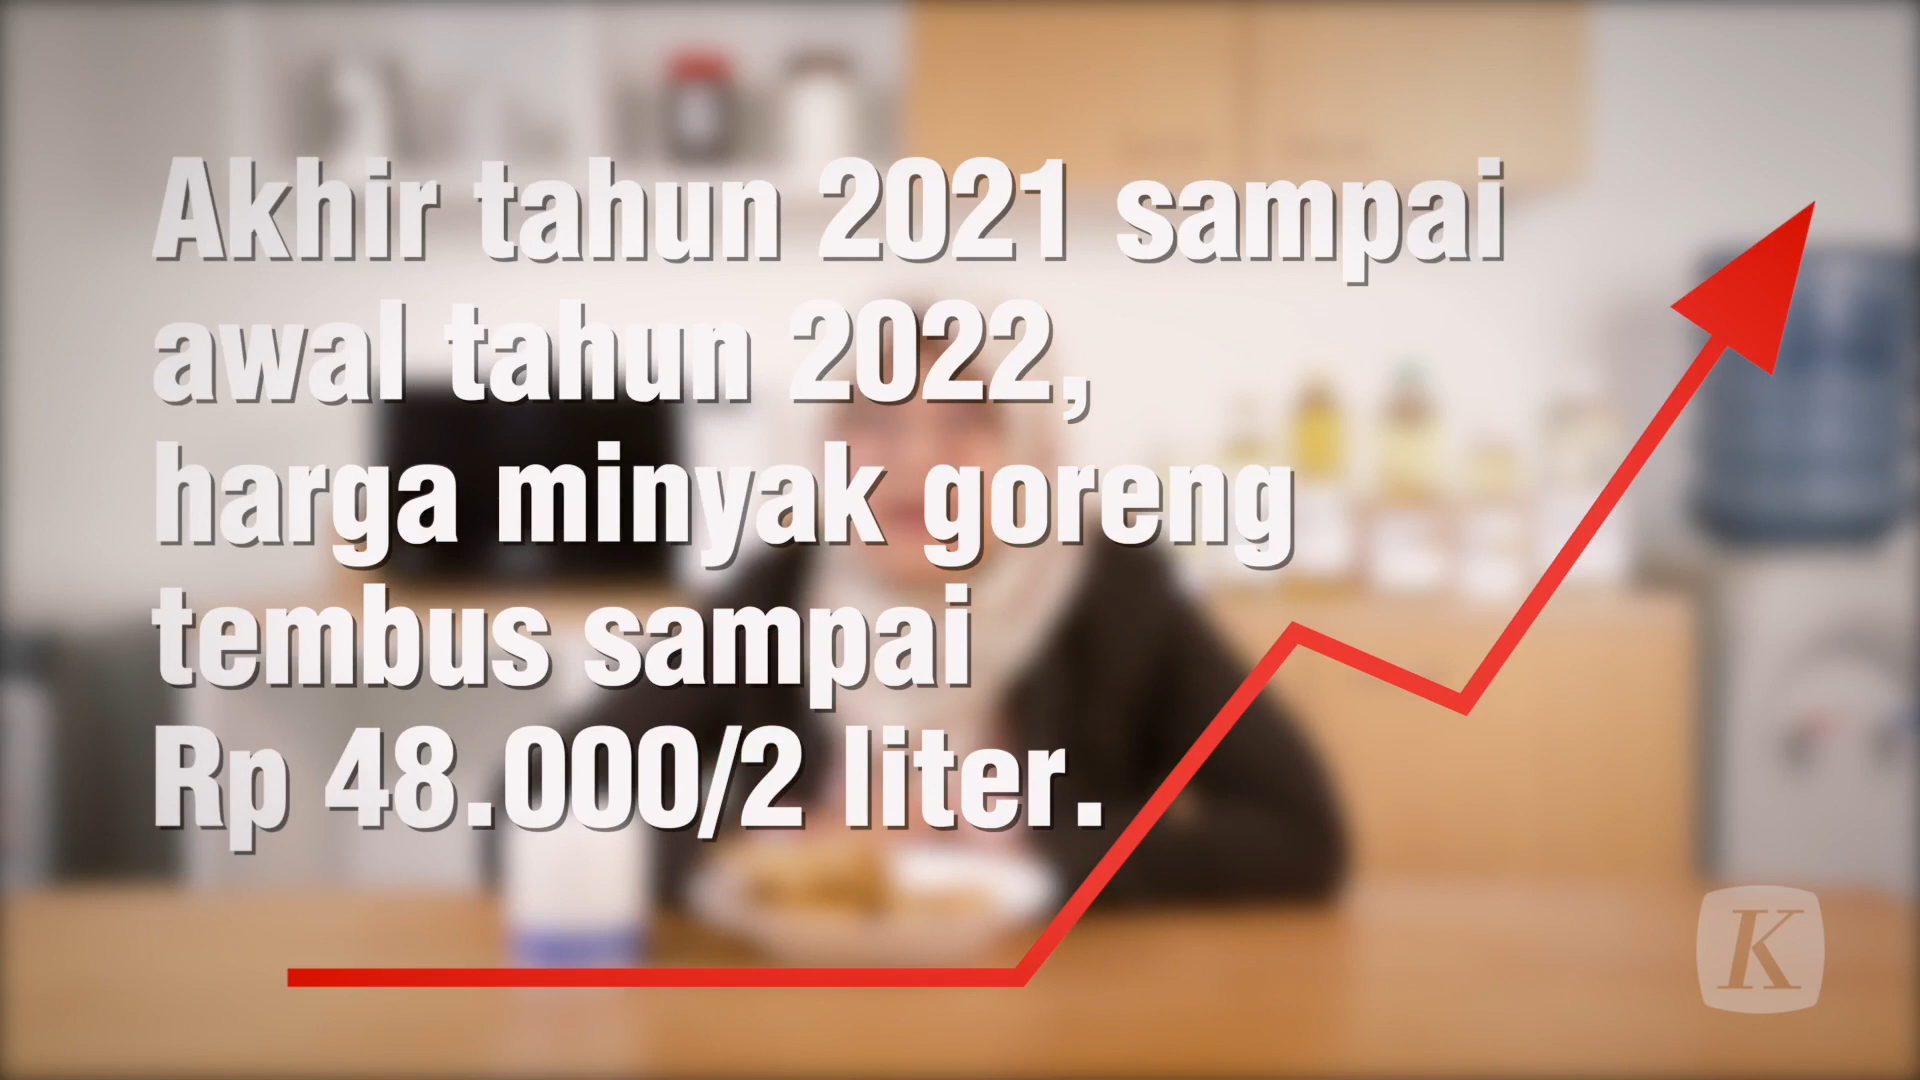 Akhir tahun 2021 sampai
awal tahun 2022,
harga minyak goreng
tembus sampai
Rp 48.000/2 liter.
K